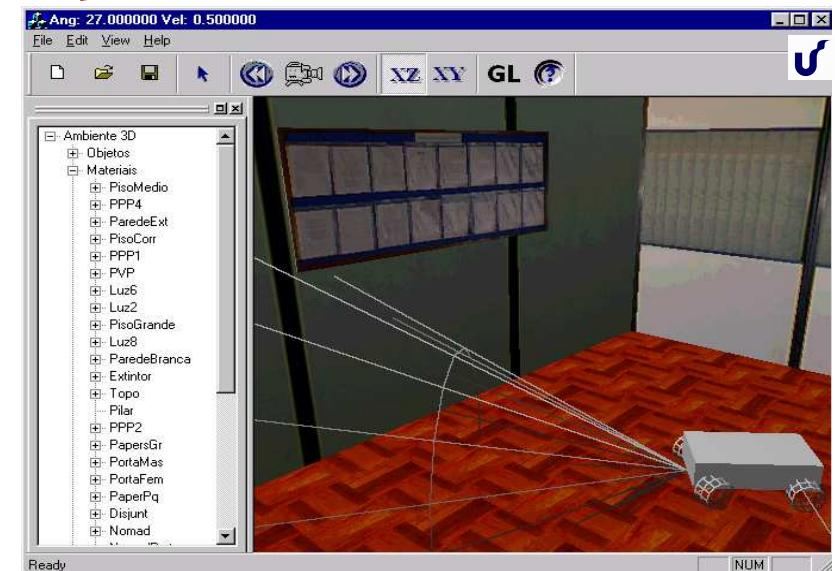 Ang: 27.000000 Vel: 0.500000
File Edit View Help
XZ XY GL ?
Ambiente 3D
Objetos
Materiais
PisoMedio
PPP4
ParedeExt
PisoCorr
PPP1
PVP
Luz6
Luz2
PisoGrande
Luz8
ParedeBranca
Extintor
Topo
Pilar
PPP2
PapersGr
PortaMas
PortaFem
PaperPq
Disjunt
Nomad
Ready NUM